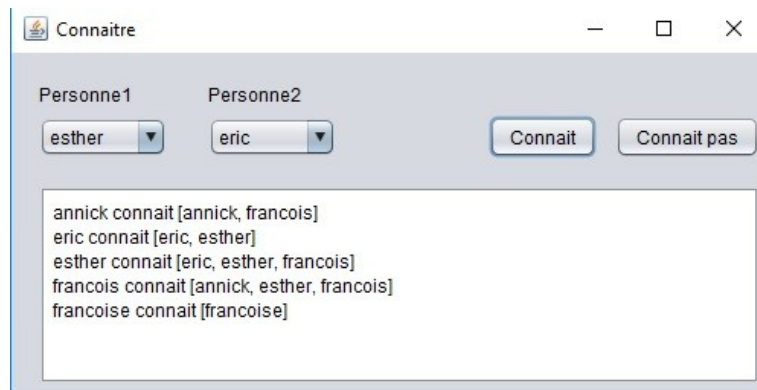 Connaitre
Personne1 Personne2
esther eric Connait Connait pas
annick connait [annick, francois]
eric connait [eric, esther]
esther connait [eric, esther, francois]
francois connait [annick, esther, francois]
francoise connait [francoise]